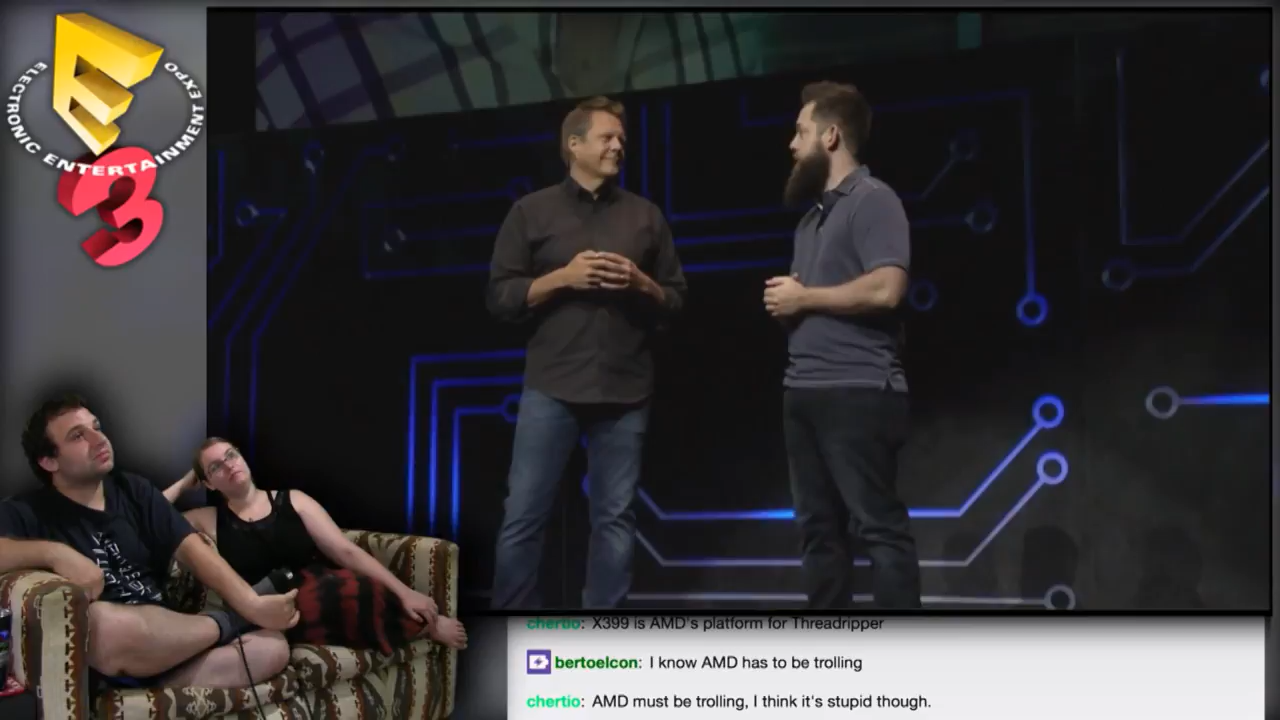 E3
ELECTRONIC ENTERTAINMENT EXPO
chertio: X399 is AMD's platform for Threadripper
bertoelcon: I know AMD has to be trolling
chertio: AMD must be trolling, I think it's stupid though.